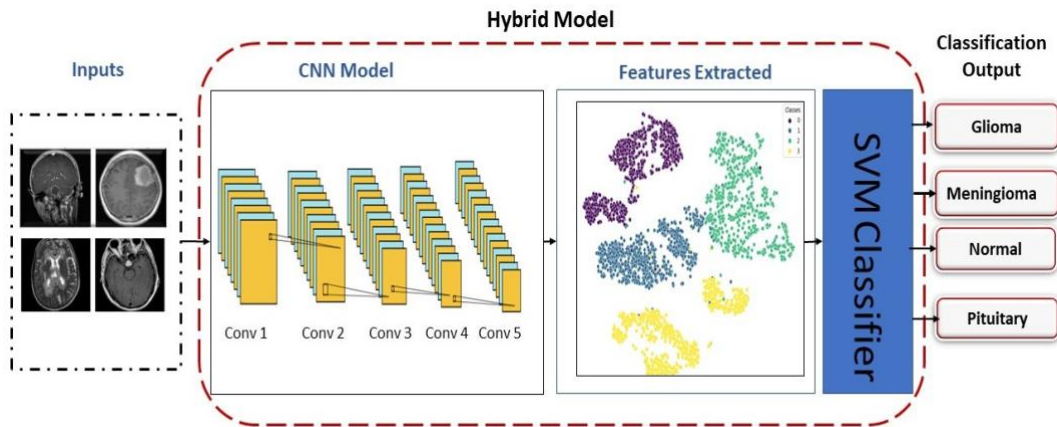 Hybrid Model
Inputs
CNN Model
Features Extracted
Classification
Output
Classes
0
1
2
3
Conv 1
Conv 2
Conv 3
Conv 4
Conv 5
SVM Classifier
Glioma
Meningioma
Normal
Pituitary